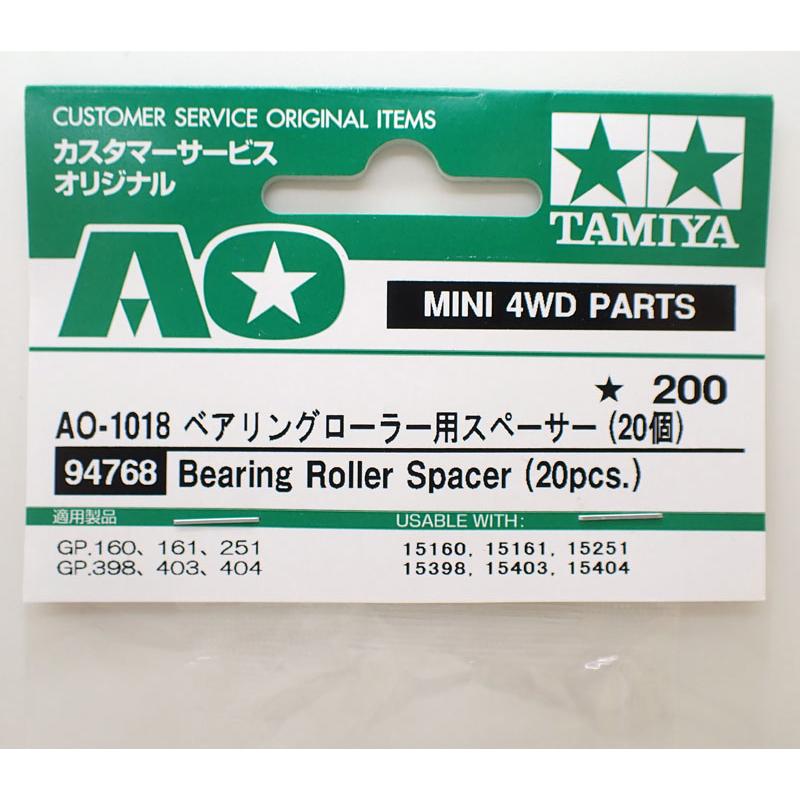 CUSTOMER SERVICE ORIGINAL ITEMS
カスタマーサービス
オリジナル
TAMIYA
AO
MINI 4WD PARTS
★ 200
AO-1018 ベアリングローラー用スペーサー (20個)
94768 Bearing Roller Spacer (20pcs.)
適用製品 USABLE WITH:
GP.160、161、251 15160, 15161, 15251
GP.398、403、404 15398, 15403, 15404